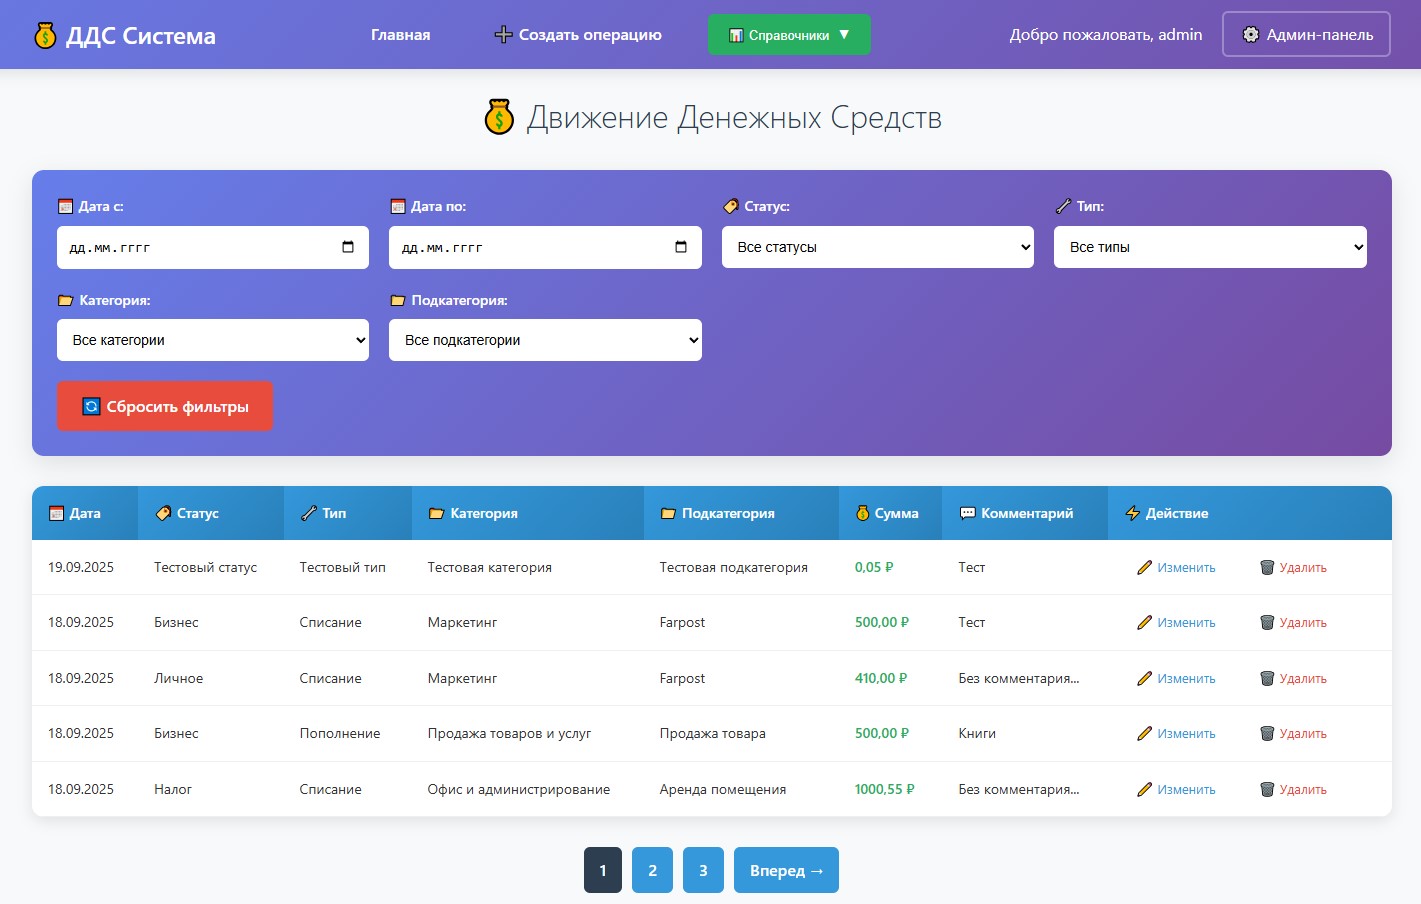 ДДС Система Главная Создать операцию Справочники ▼ Добро пожаловать, admin Админ-панель
Движение Денежных Средств
Дата с: Дата по: Статус: Тип:
дд.мм.гггг дд.мм.гггг Все статусы Все типы
Категория: Подкатегория:
Все категории Все подкатегории
Сбросить фильтры
Дата Статус Тип Категория Подкатегория Сумма Комментарий Действие
19.09.2025 Тестовый статус Тестовый тип Тестовая категория Тестовая подкатегория 0,05 ₽ Тест Изменить Удалить
18.09.2025 Бизнес Списание Маркетинг Farpost 500,00 ₽ Тест Изменить Удалить
18.09.2025 Личное Списание Маркетинг Farpost 410,00 ₽ Без комментария... Изменить Удалить
18.09.2025 Бизнес Пополнение Продажа товаров и услуг Продажа товара 500,00 ₽ Книги Изменить Удалить
18.09.2025 Налог Списание Офис и администрирование Аренда помещения 1000,55 ₽ Без комментария... Изменить Удалить
1 2 3 Вперед →